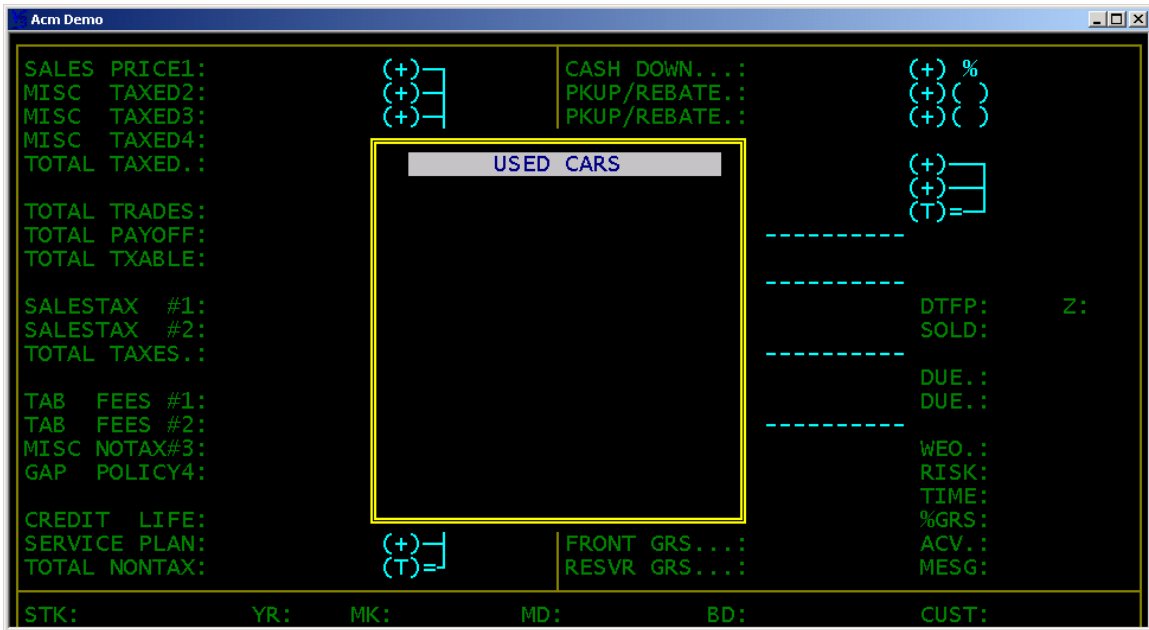 Acm Demo
SALES PRICE1: (+) CASH DOWN...: (+) %
MISC TAXED2: (+) PKUP/REBATE.: (+)( )
MISC TAXED3: (+) PKUP/REBATE.: (+)( )
MISC TAXED4:
TOTAL TAXED.: USED CARS (+)
(+)
TOTAL TRADES: (T)=
TOTAL PAYOFF: ----------
TOTAL TXABLE:
----------
SALESTAX #1: DTFP: Z:
SALESTAX #2: SOLD:
TOTAL TAXES.: ----------
DUE.:
TAB FEES #1: DUE.:
TAB FEES #2: ----------
MISC NOTAX#3: WEO.:
GAP POLICY4: RISK:
TIME:
CREDIT LIFE: %GRS:
SERVICE PLAN: (+) FRONT GRS...: ACV.:
TOTAL NONTAX: (T)= RESVR GRS...: MESG:
STK: YR: MK: MD: BD: CUST: